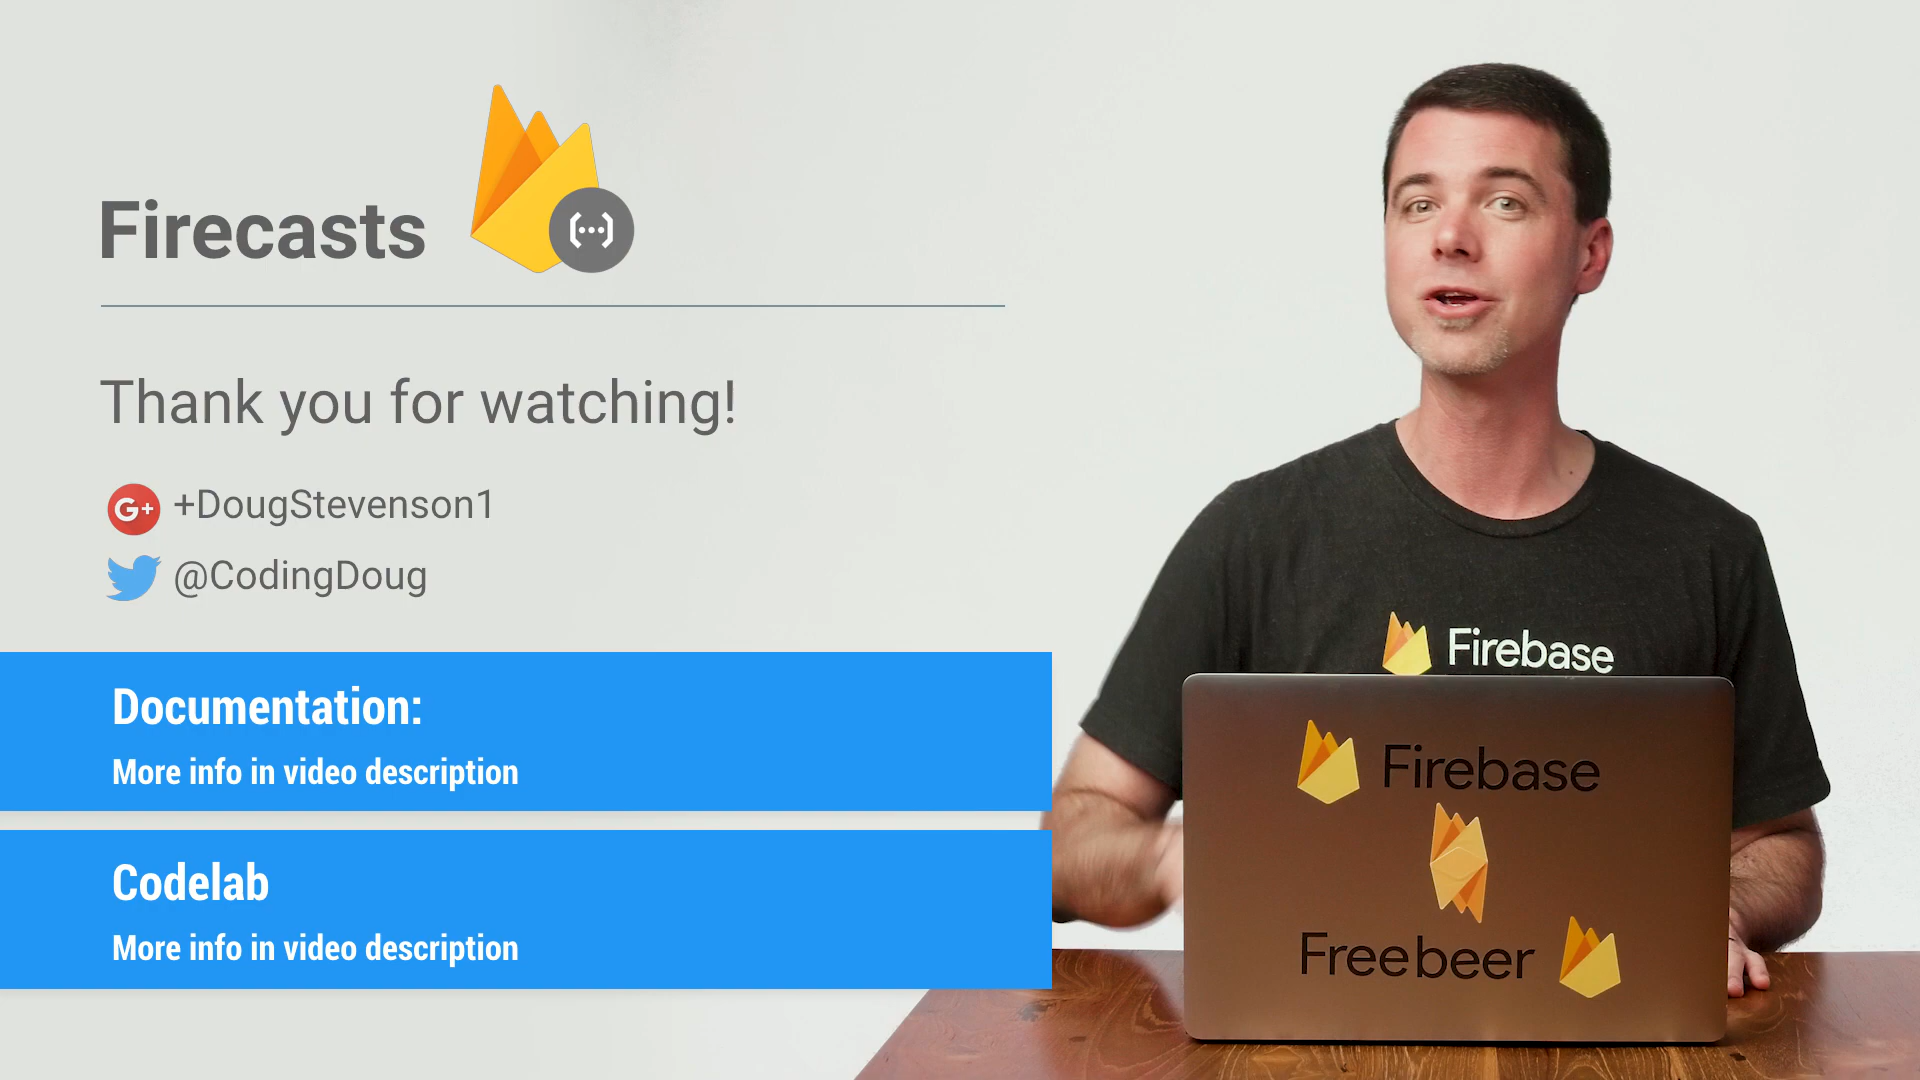 Firecasts
Thank you for watching!
G+ +DougStevenson1
@CodingDoug
Documentation:
More info in video description
Codelab
More info in video description
Firebase
Firebase
Freebeer